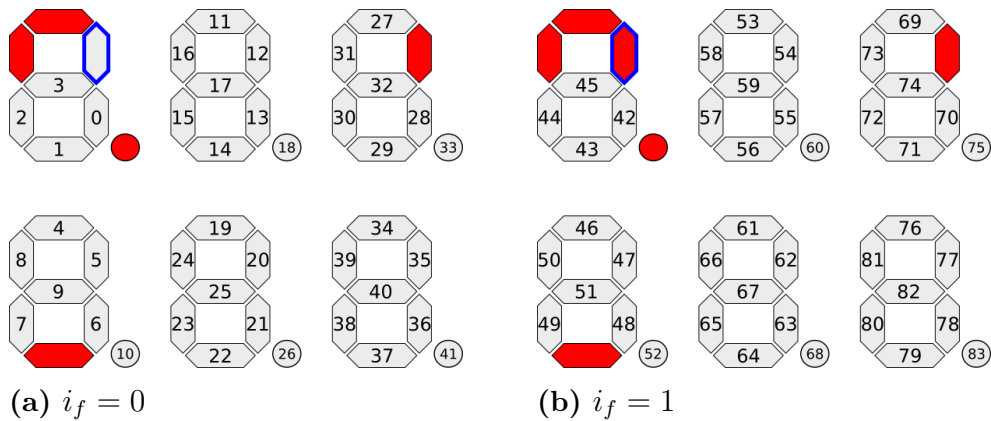 11 27 53 69
16 12 31 58 54 73
3 17 32 45 59 74
2 0 15 13 30 28 44 42 57 55 72 70
1 14 18 29 33 43 56 60 71 75
4 19 34 46 61 76
8 5 24 20 39 35 50 47 66 62 81 77
9 25 40 51 67 82
7 6 23 21 38 36 49 48 65 63 80 78
10 22 26 37 41 52 64 68 79 83
(a) i_f = 0 (b) i_f = 1